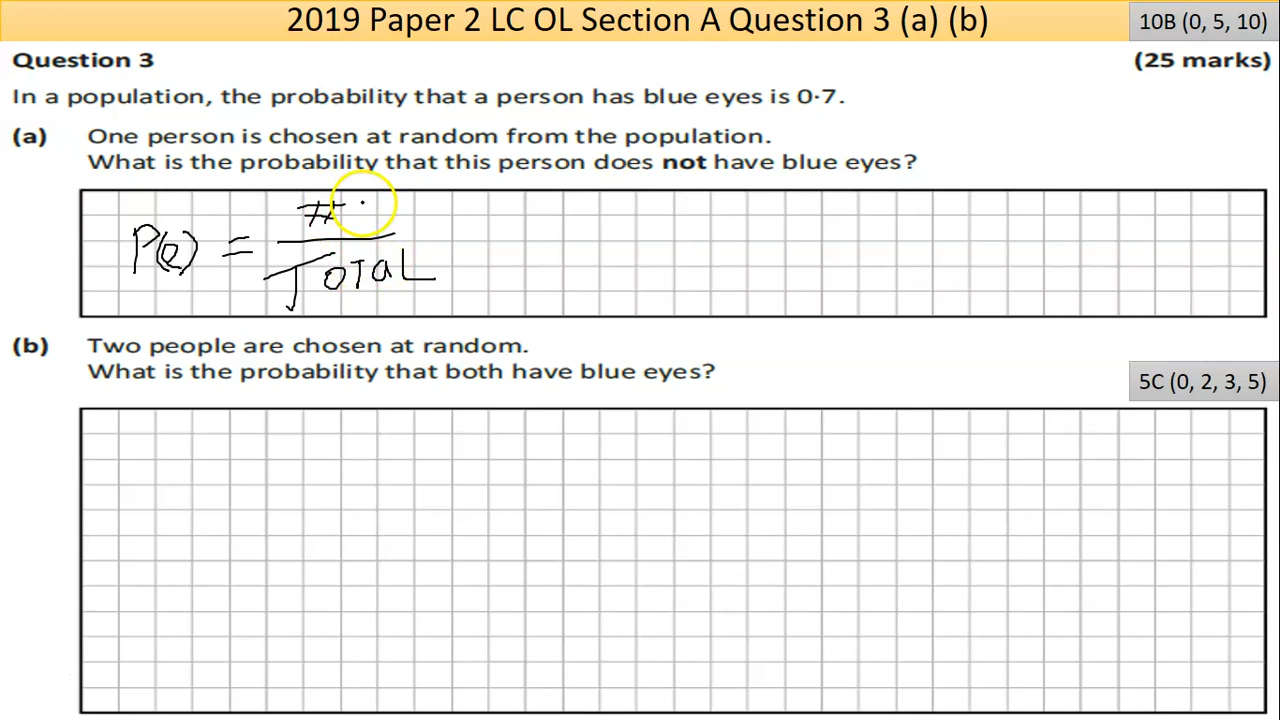 2019 Paper 2 LC OL Section A Question 3 (a) (b)
10B (0, 5, 10)
Question 3
(25 marks)
In a population, the probability that a person has blue eyes is 0·7.
(a) One person is chosen at random from the population.
What is the probability that this person does not have blue eyes?
P(e) = #
TOTAL
(b) Two people are chosen at random.
What is the probability that both have blue eyes?
5C (0, 2, 3, 5)